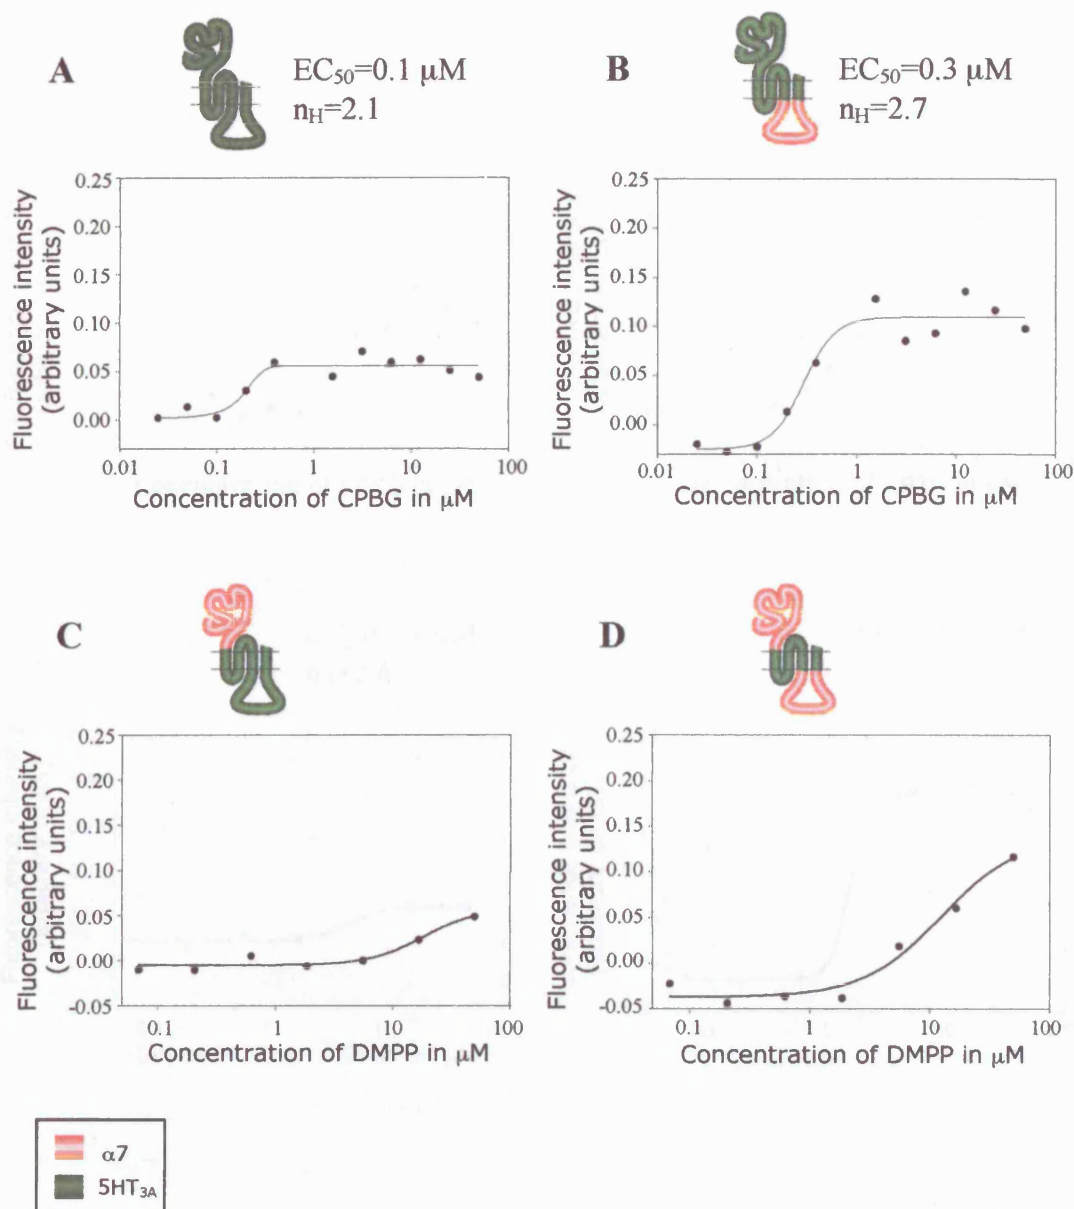 A
EC50=0.1 μM
nH=2.1
B
EC50=0.3 μM
nH=2.7
Fluorescence intensity
(arbitrary units)
0.25
0.20
0.15
0.10
0.05
0.00
0.01 0.1 1 10 100
Concentration of CPBG in μM
Fluorescence intensity
(arbitrary units)
0.25
0.20
0.15
0.10
0.05
0.00
0.01 0.1 1 10 100
Concentration of CPBG in μM
C
D
Fluorescence intensity
(arbitrary units)
0.25
0.20
0.15
0.10
0.05
0.00
-0.05
0.1 1 10 100
Concentration of DMPP in μM
Fluorescence intensity
(arbitrary units)
0.25
0.20
0.15
0.10
0.05
0.00
-0.05
0.1 1 10 100
Concentration of DMPP in μM
α7
5HT3A